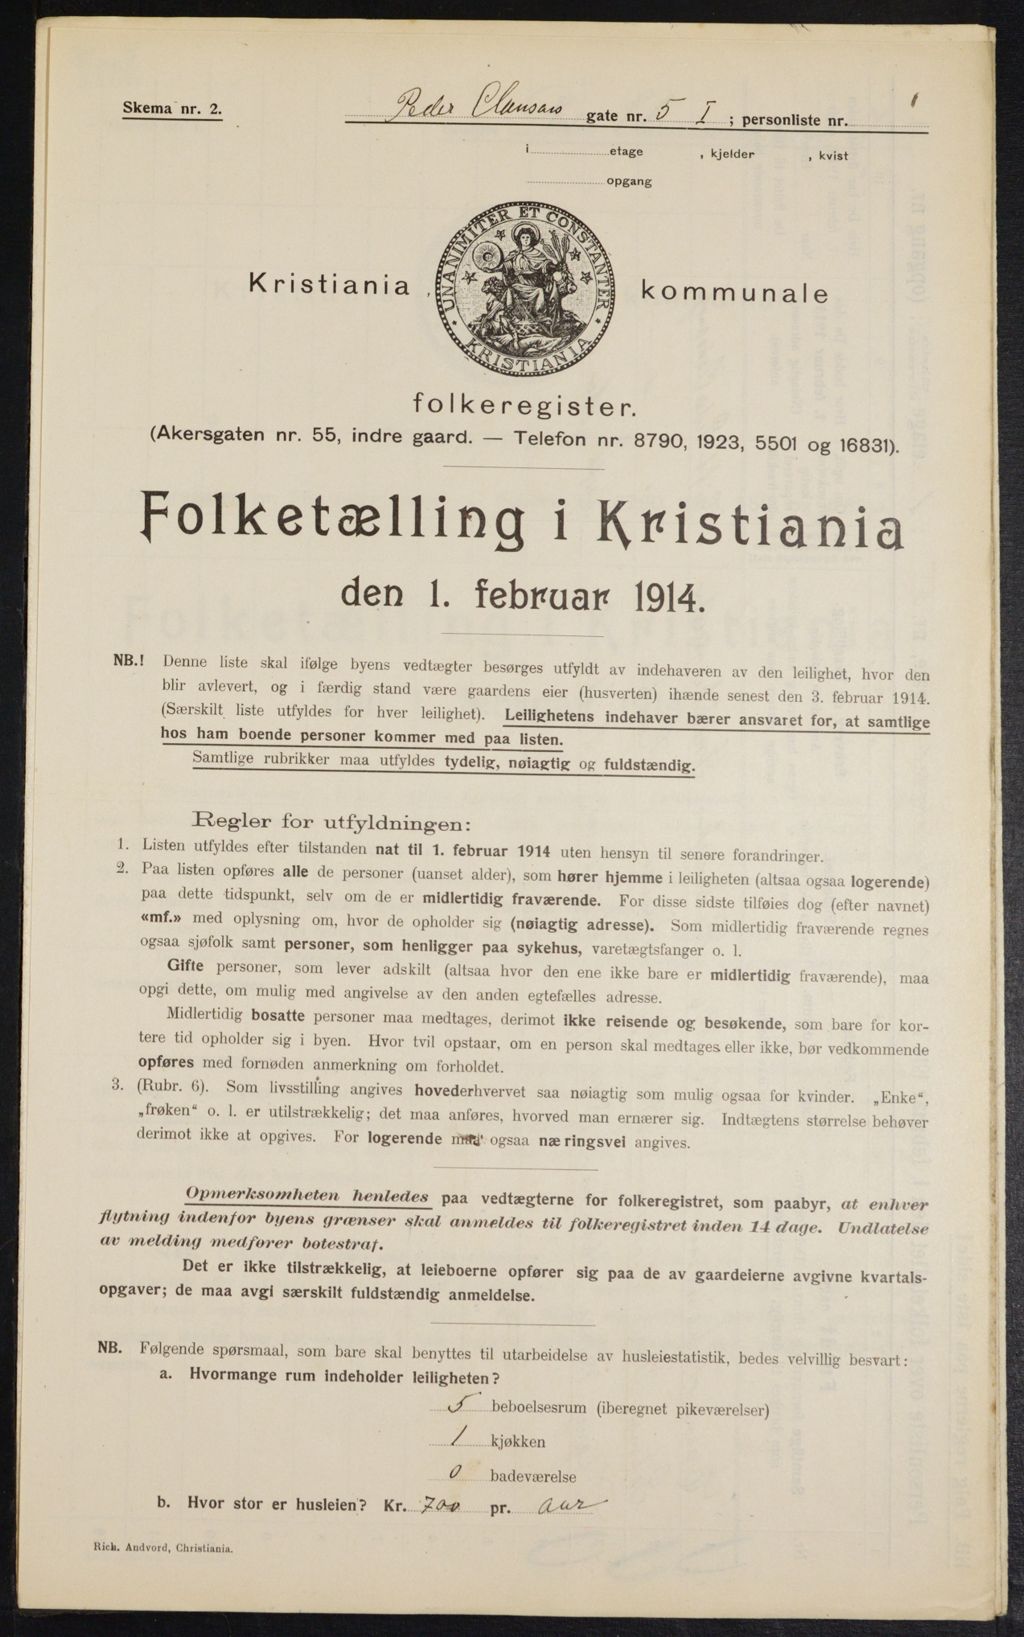 Skema nr. 2.
Peder Clausøns gate nr. 5 I ; personliste nr. 1
i etage , kjelder , kvist
opgang
UNANIMITER ET CONSTANTER
KRISTIANIA
Kristiania kommunale
folkeregister.
(Akersgaten nr. 55, indre gaard. — Telefon nr. 8790, 1923, 5501 og 16831).
Folketælling i Kristiania
den 1. februar 1914.
NB.! Denne liste skal ifølge byens vedtægter besørges utfyldt av indehaveren av den leilighet, hvor den
blir avlevert, og i færdig stand være gaardens eier (husverten) ihænde senest den 3. februar 1914.
(Særskilt liste utfyldes for hver leilighet). Leilighetens indehaver bærer ansvaret for, at samtlige
hos ham boende personer kommer med paa listen.
Samtlige rubrikker maa utfyldes tydelig, nøiagtig og fuldstændig.
Regler for utfyldningen:
1. Listen utfyldes efter tilstanden nat til 1. februar 1914 uten hensyn til senere forandringer.
2. Paa listen opføres alle de personer (uanset alder), som hører hjemme i leiligheten (altsaa ogsaa logerende)
paa dette tidspunkt, selv om de er midlertidig fraværende. For disse sidste tilføies dog (efter navnet)
«mf.» med oplysning om, hvor de opholder sig (nøiagtig adresse). Som midlertidig fraværende regnes
ogsaa sjøfolk samt personer, som henligger paa sykehus, varetægtsfanger o. l.
Gifte personer, som lever adskilt (altsaa hvor den ene ikke bare er midlertidig fraværende), maa
opgi dette, om mulig med angivelse av den anden egtefælles adresse.
Midlertidig bosatte personer maa medtages, derimot ikke reisende og besøkende, som bare for kor-
tere tid opholder sig i byen. Hvor tvil opstaar, om en person skal medtages eller ikke, bør vedkommende
opføres med fornøden anmerkning om forholdet.
3. (Rubr. 6). Som livsstilling angives hovederhvervet saa nøiagtig som mulig ogsaa for kvinder. „Enke“,
„frøken“ o. l. er utilstrækkelig; det maa anføres, hvorved man ernærer sig. Indtægtens størrelse behøver
derimot ikke at opgives. For logerende ogsaa næringsvei angives.
Opmerksomheten henledes paa vedtægterne for folkeregistret, som paabyr, at enhver
flytning indenfor byens grænser skal anmeldes til folkeregistret inden 14 dage. Undlatelse
av melding medfører bøtestraf.
Det er ikke tilstrækkelig, at leieboerne opfører sig paa de av gaardeierne avgivne kvartals-
opgaver; de maa avgi særskilt fuldstændig anmeldelse.
NB. Følgende spørsmaal, som bare skal benyttes til utarbeidelse av husleiestatistik, bedes velvillig besvart:
a. Hvormange rum indeholder leiligheten?
5 beboelsesrum (iberegnet pikeværelser)
1 kjøkken
0 badeværelse
b. Hvor stor er husleien? Kr. 700 pr. Aar
Rich. Andvord, Christiania.